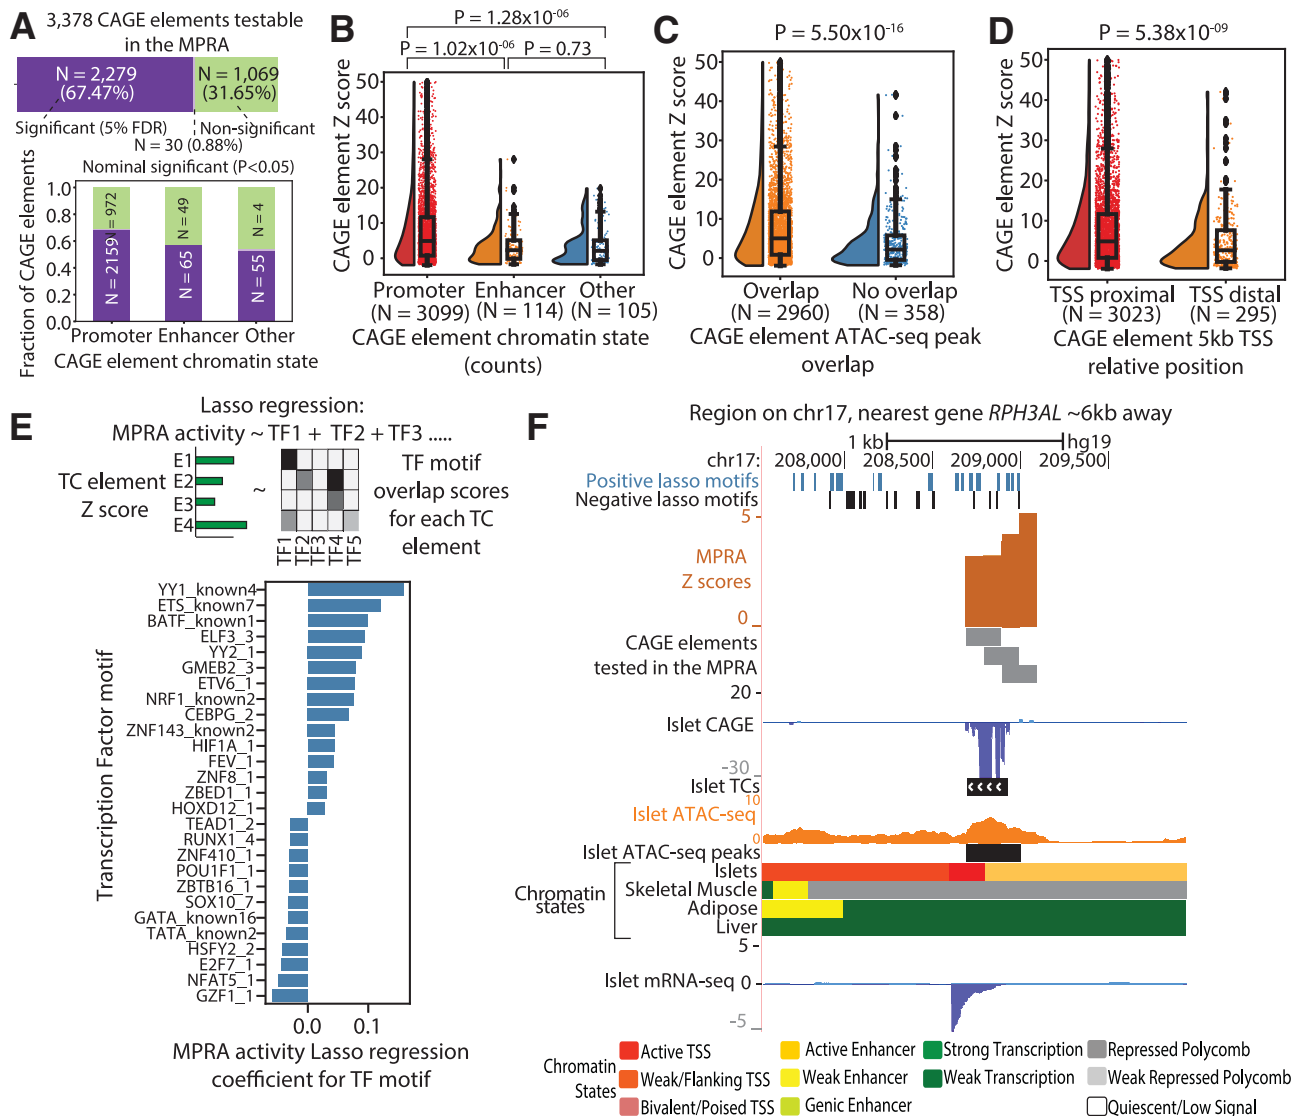 A
3,378 CAGE elements testable
in the MPRA
N = 2,279
(67.47%)
N = 1,069
(31.65%)
Significant (5% FDR)
Non-significant
N = 30 (0.88%)
Nominal significant (P<0.05)
Fraction of CAGE elements
1.0
0.8
0.6
0.4
0.2
0.0
N = 972
N = 2159
N = 49
N = 65
N = 4
N = 55
Promoter Enhancer Other
CAGE element chromatin state
B
P = 1.28x10-06
P = 1.02x10-06
P = 0.73
CAGE element Z score
50
40
30
20
10
0
Promoter
(N = 3099)
Enhancer
(N = 114)
Other
(N = 105)
CAGE element chromatin state
(counts)
C
P = 5.50x10-16
CAGE element Z score
50
40
30
20
10
0
Overlap
(N = 2960)
No overlap
(N = 358)
CAGE element ATAC-seq peak
overlap
D
P = 5.38x10-09
CAGE element Z score
50
40
30
20
10
0
TSS proximal
(N = 3023)
TSS distal
(N = 295)
CAGE element 5kb TSS
relative position
E
Lasso regression:
MPRA activity ~ TF1 + TF2 + TF3 .....
TC element
Z score
E1
E2
E3
E4
~
TF1
TF2
TF3
TF4
TF5
TF motif
overlap scores
for each TC
element
Transcription Factor motif
YY1_known4
ETS_known7
BATF_known1
ELF3_3
YY2_1
GMEB2_3
ETV6_1
NRF1_known2
CEBPG_2
ZNF143_known2
HIF1A_1
FEV_1
ZNF8_1
ZBED1_1
HOXD12_1
TEAD1_2
RUNX1_4
ZNF410_1
POU1F1_1
ZBTB16_1
SOX10_7
GATA_known16
TATA_known2
HSFY2_2
E2F7_1
NFAT5_1
GZF1_1
0.0 0.1
MPRA activity Lasso regression
coefficient for TF motif
F
Region on chr17, nearest gene RPH3AL ~6kb away
1 kb
hg19
chr17: 208,000 208,500 209,000 209,500
Positive lasso motifs
Negative lasso motifs
5
MPRA
Z scores
0
CAGE elements
tested in the MPRA
20
Islet CAGE
-30
Islet TCs
10
Islet ATAC-seq
0
Islet ATAC-seq peaks
Chromatin
states
Islets
Skeletal Muscle
Adipose
Liver
5
Islet mRNA-seq 0
-5
Chromatin
States
Active TSS
Weak/Flanking TSS
Bivalent/Poised TSS
Active Enhancer
Weak Enhancer
Genic Enhancer
Strong Transcription
Weak Transcription
Repressed Polycomb
Weak Repressed Polycomb
Quiescent/Low Signal